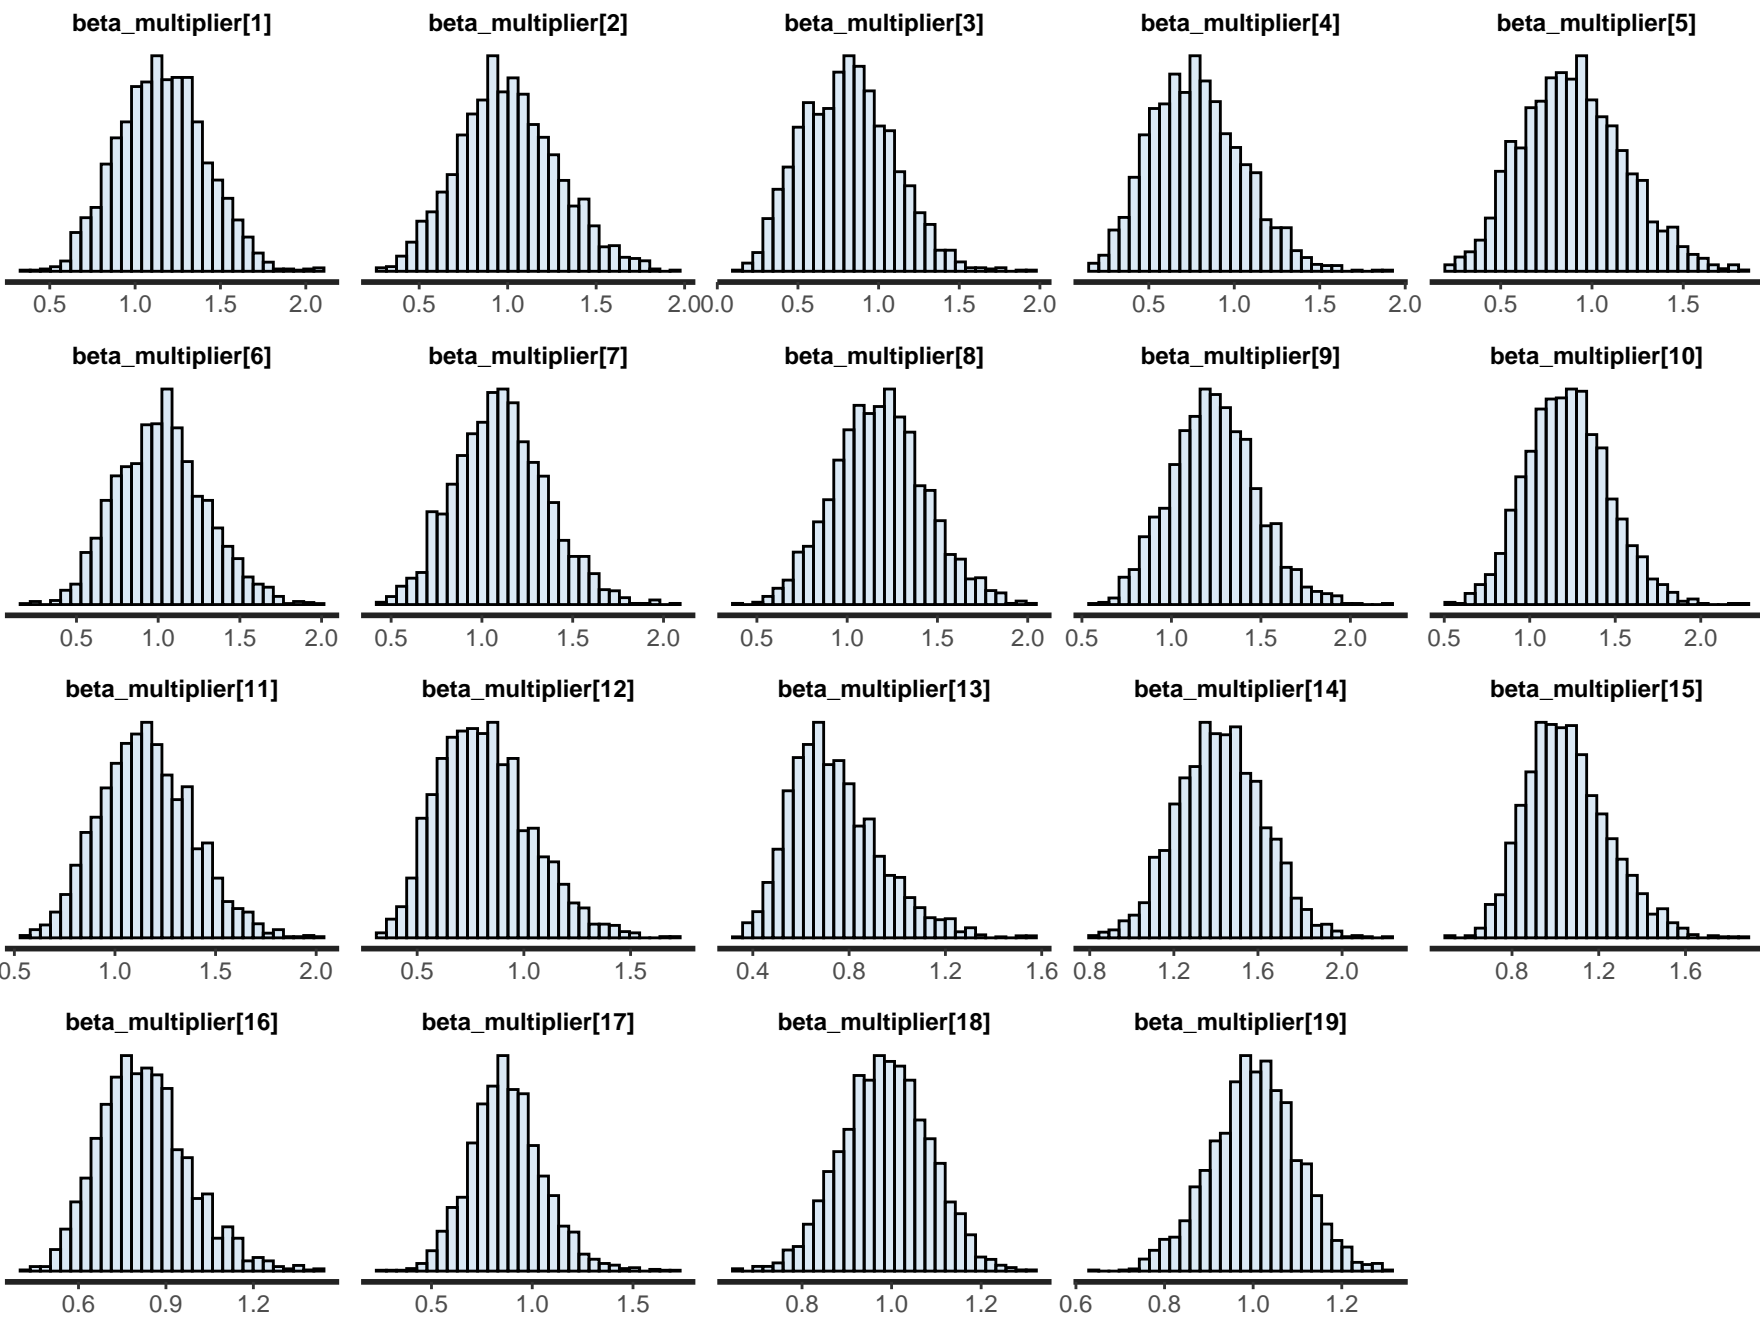 beta_multiplier[1] beta_multiplier[2] beta_multiplier[3] beta_multiplier[4] beta_multiplier[5]
0.5 1.0 1.5 2.0 0.5 1.0 1.5 2.0 0.0 0.5 1.0 1.5 2.0 0.5 1.0 1.5 2.0 0.5 1.0 1.5
beta_multiplier[6] beta_multiplier[7] beta_multiplier[8] beta_multiplier[9] beta_multiplier[10]
0.5 1.0 1.5 2.0 0.5 1.0 1.5 2.0 0.5 1.0 1.5 2.0 0.5 1.0 1.5 2.0 0.5 1.0 1.5 2.0
beta_multiplier[11] beta_multiplier[12] beta_multiplier[13] beta_multiplier[14] beta_multiplier[15]
0.5 1.0 1.5 2.0 0.5 1.0 1.5 0.4 0.8 1.2 1.6 0.8 1.2 1.6 2.0 0.8 1.2 1.6
beta_multiplier[16] beta_multiplier[17] beta_multiplier[18] beta_multiplier[19]
0.6 0.9 1.2 0.5 1.0 1.5 0.8 1.0 1.2 0.6 0.8 1.0 1.2